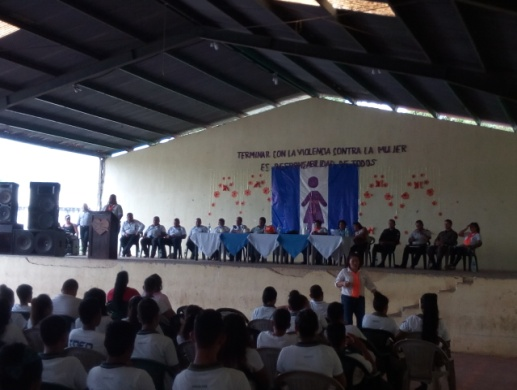 TERMINAR CON LA VIOLENCIA CONTRA LA MUJER
ES RESPONSABILIDAD DE TODOS